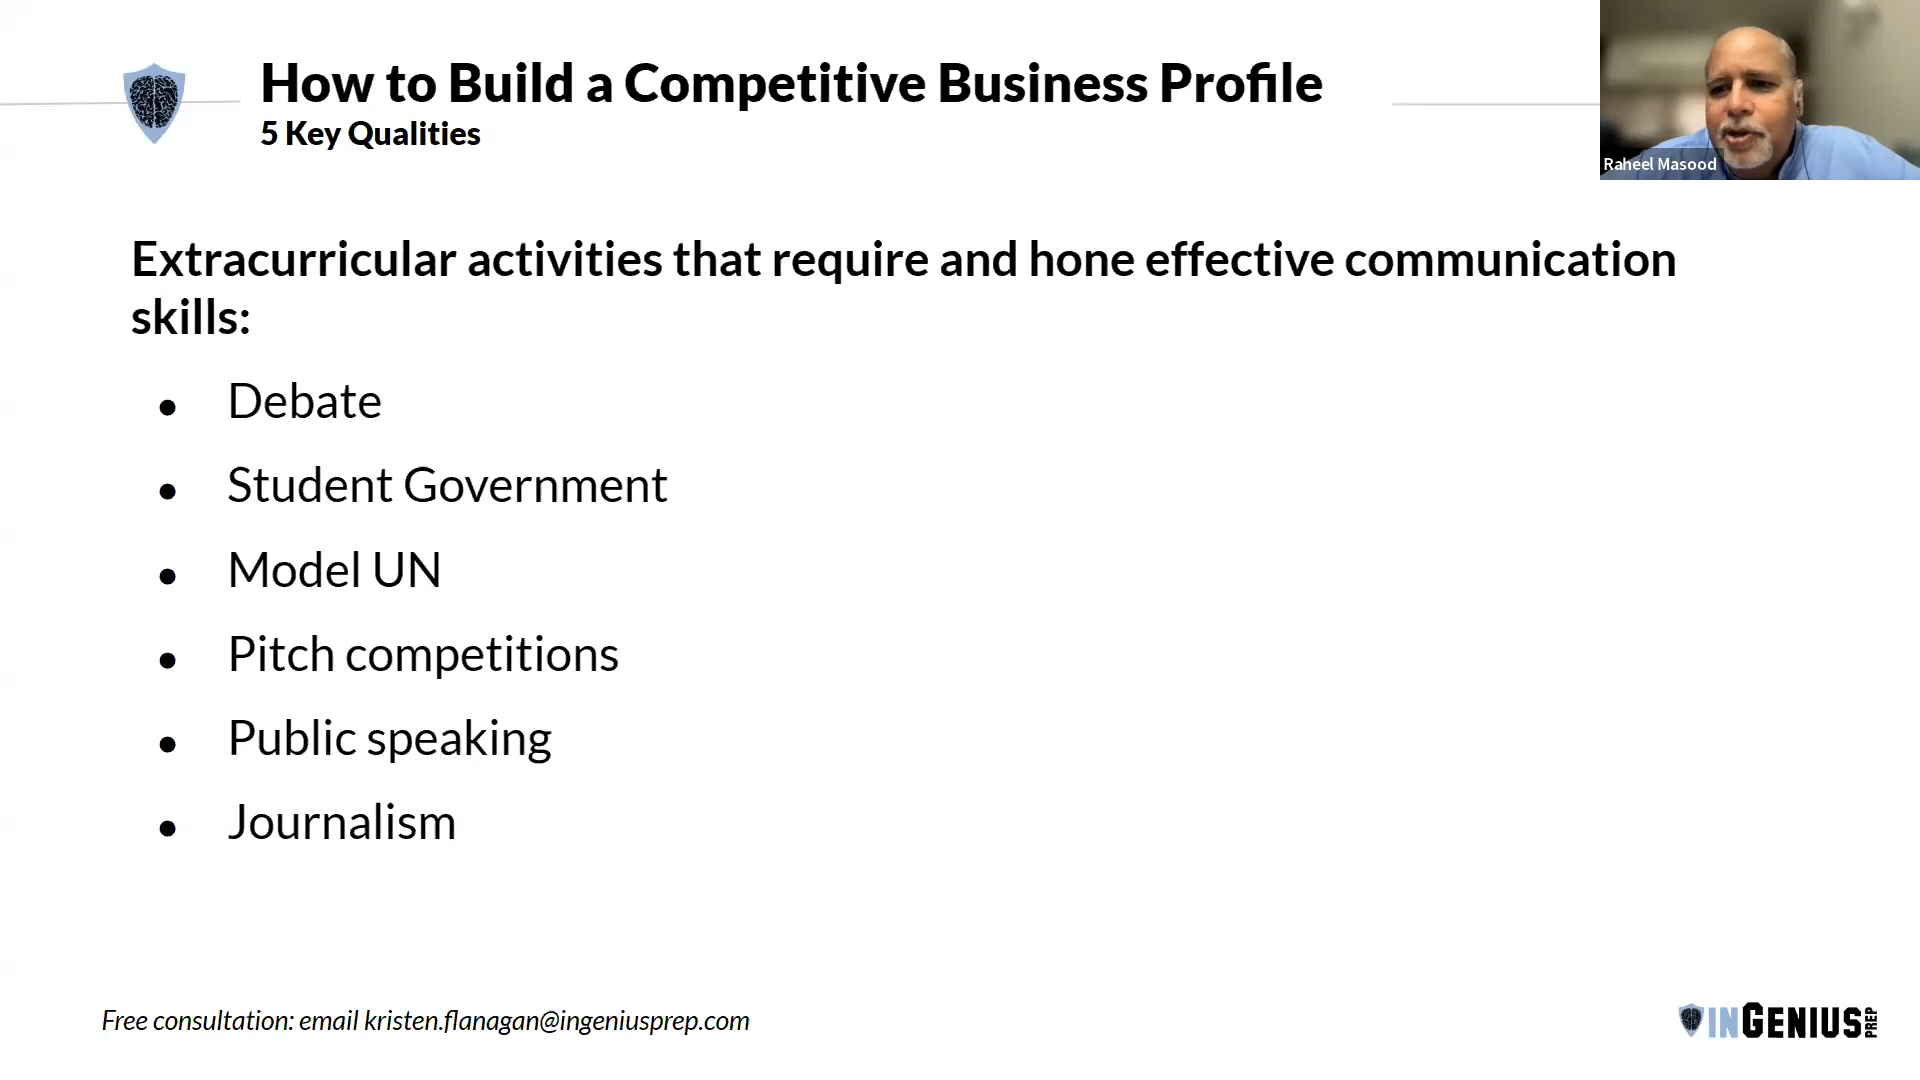 How to Build a Competitive Business Profile
5 Key Qualities
Raheel Masood
Extracurricular activities that require and hone effective communication
skills:
● Debate
● Student Government
● Model UN
● Pitch competitions
● Public speaking
● Journalism
Free consultation: email kristen.flanagan@ingeniusprep.com
INGENIUS PREP